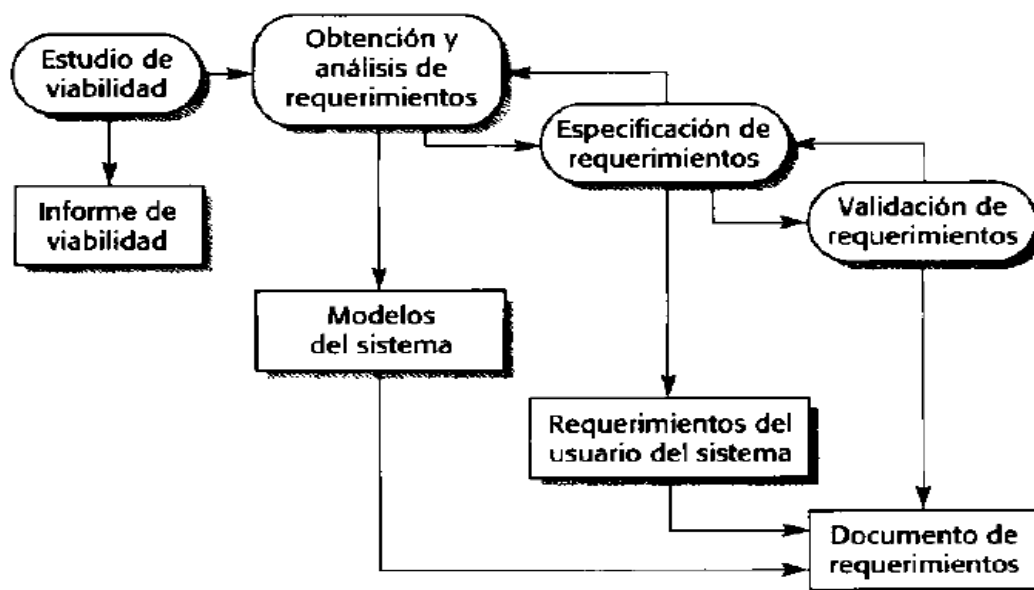 Estudio de
viabilidad
Obtención y
análisis de
requerimientos
Especificación de
requerimientos
Informe de
viabilidad
Validación de
requerimientos
Modelos
del sistema
Requerimientos del
usuario del sistema
Documento de
requerimientos